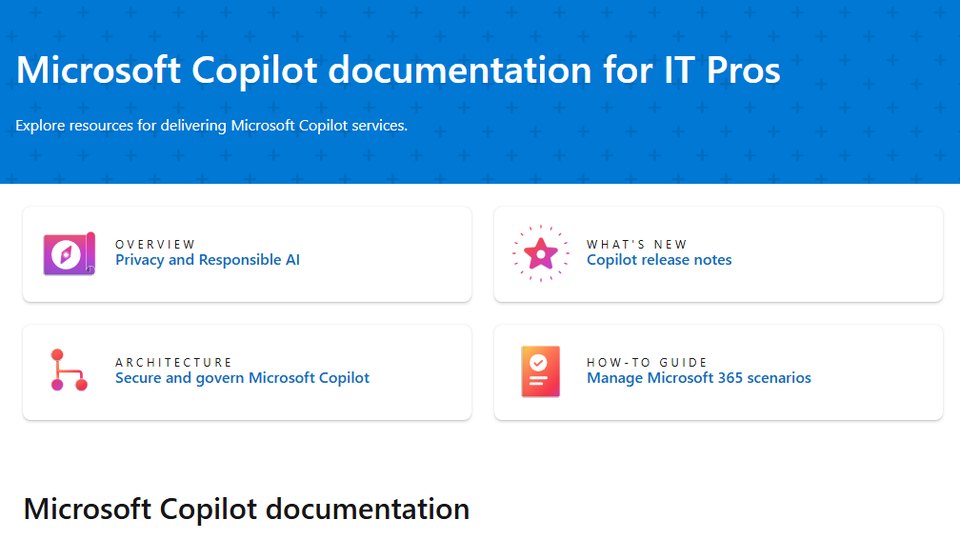 Microsoft Copilot documentation for IT Pros
Explore resources for delivering Microsoft Copilot services.
OVERVIEW
Privacy and Responsible AI
WHAT'S NEW
Copilot release notes
ARCHITECTURE
Secure and govern Microsoft Copilot
HOW-TO GUIDE
Manage Microsoft 365 scenarios
Microsoft Copilot documentation